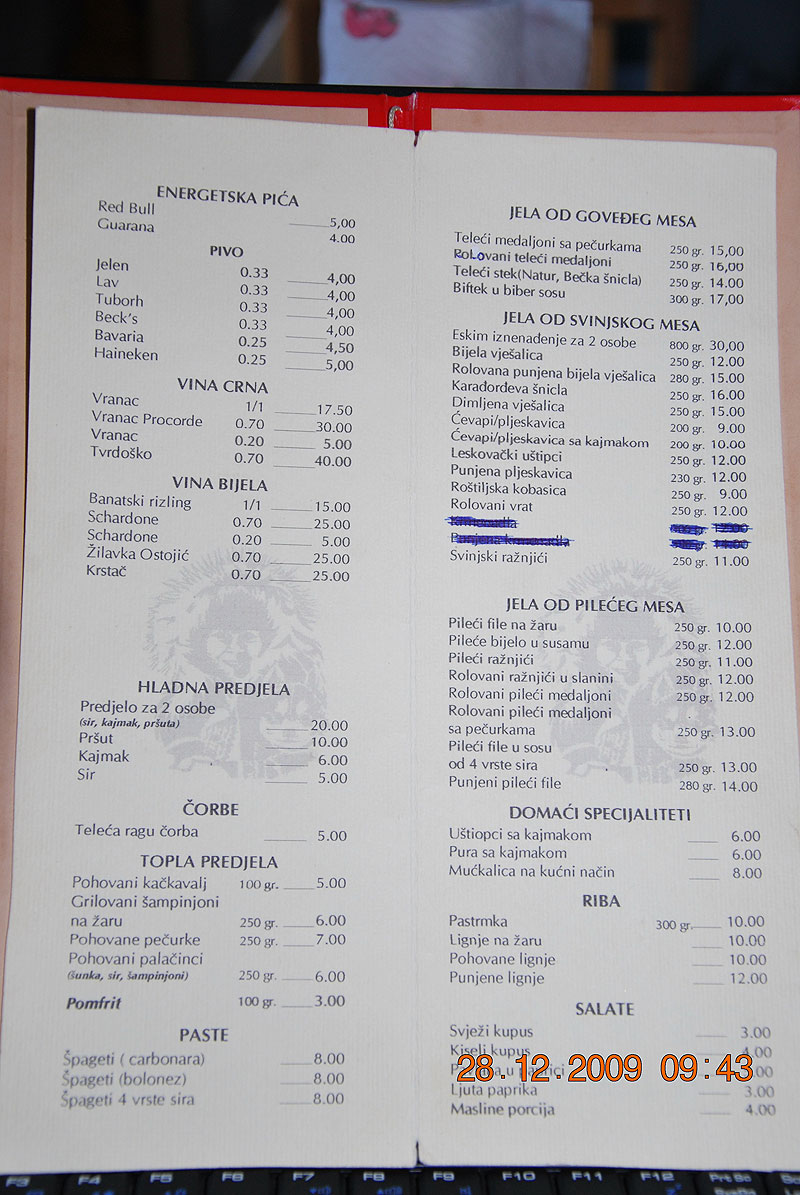 ENERGETSKA PIĆA
Red Bull 5,00
Guarana 4.00
PIVO
Jelen 0.33 4,00
Lav 0.33 4,00
Tuborh 0.33 4,00
Beck's 0.33 4,00
Bavaria 0.25 4,50
Haineken 0.25 5,00
VINA CRNA
Vranac 1/1 17.50
Vranac Procorde 0.70 30.00
Vranac 0.20 5.00
Tvrdoško 0.70 40.00
VINA BIJELA
Banatski rizling 1/1 15.00
Schardone 0.70 25.00
Schardone 0.20 5.00
Žilavka Ostojić 0.70 25.00
Krstač 0.70 25.00
HLADNA PREDJELA
Predjelo za 2 osobe
(sir, kajmak, pršuta) 20.00
Pršut 10.00
Kajmak 6.00
Sir 5.00
ČORBE
Teleća ragu čorba 5.00
TOPLA PREDJELA
Pohovani kačkavalj 100 gr. 5.00
Grilovani šampinjoni
na žaru 250 gr. 6.00
Pohovane pečurke 250 gr. 7.00
Pohovani palačinci
(šunka, sir, šampinjoni) 250 gr. 6.00
Pomfrit 100 gr. 3.00
PASTE
Špageti ( carbonara) 8.00
Špageti (bolonez) 8.00
Špageti 4 vrste sira 8.00
JELA OD GOVEĐEG MESA
Teleći medaljoni sa pečurkama 250 gr. 15,00
Rolovani teleći medaljoni 250 gr. 16,00
Teleći stek(Natur, Bečka šnicla) 250 gr. 14.00
Biftek u biber sosu 300 gr. 17,00
JELA OD SVINJSKOG MESA
Eskim iznenađenje za 2 osobe 800 gr. 30,00
Bijela vješalica 250 gr. 12.00
Rolovana punjena bijela vješalica 280 gr. 15.00
Karađorđeva šnicla 250 gr. 16.00
Dimljena vješalica 250 gr. 15.00
Ćevapi/pljeskavica 200 gr. 9.00
Ćevapi/pljeskavica sa kajmakom 200 gr. 10.00
Leskovački uštipci 250 gr. 12.00
Punjena pljeskavica 230 gr. 12.00
Roštiljska kobasica 250 gr. 9.00
Rolovani vrat 250 gr. 12.00
Svinjski ražnjići 250 gr. 11.00
JELA OD PILEĆEG MESA
Pileći file na žaru 250 gr. 10.00
Pileće bijelo u susamu 250 gr. 12.00
Pileći ražnjići 250 gr. 11.00
Rolovani ražnjići u slanini 250 gr. 12.00
Rolovani pileći medaljoni 250 gr. 12.00
Rolovani pileći medaljoni
sa pečurkama 250 gr. 13.00
Pileći file u sosu
od 4 vrste sira 250 gr. 13.00
Punjeni pileći file 280 gr. 14.00
DOMAĆI SPECIJALITETI
Uštiopci sa kajmakom 6.00
Pura sa kajmakom 6.00
Mućkalica na kućni način 8.00
RIBA
Pastrmka 300 gr. 10.00
Lignje na žaru 10.00
Pohovane lignje 10.00
Punjene lignje 12.00
SALATE
Svježi kupus 3.00
Kiseli kupus 4.00
28.12.2009 09:43
Ljuta paprika 3.00
Masline porcija 4.00
F3 F4 F5 F6 F7 F8 F9 F10 F11 F12 Prt Sc